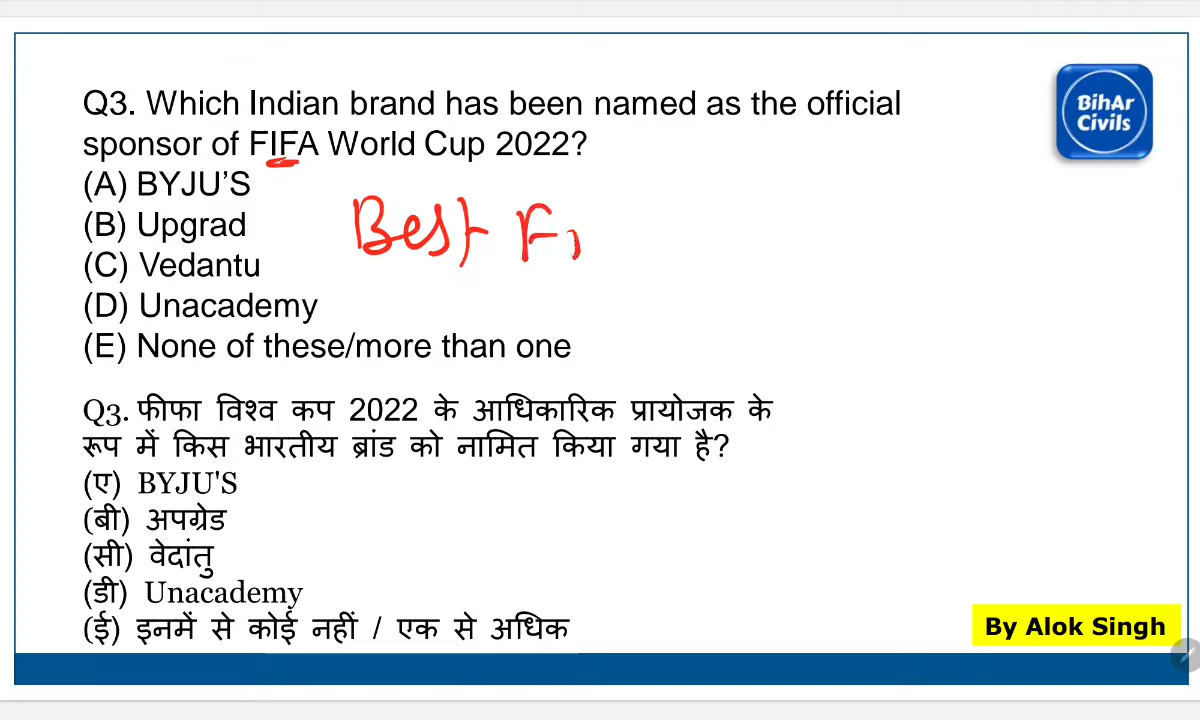 Q3. Which Indian brand has been named as the official
sponsor of FIFA World Cup 2022?
(A) BYJU’S
(B) Upgrad
(C) Vedantu
(D) Unacademy
(E) None of these/more than one
BihAr
Civils
Best F
Q3. फीफा विश्व कप 2022 के आधिकारिक प्रायोजक के
रूप में किस भारतीय ब्रांड को नामित किया गया है?
(ए) BYJU'S
(बी) अपग्रेड
(सी) वेदांतु
(डी) Unacademy
(ई) इनमें से कोई नहीं / एक से अधिक
By Alok Singh